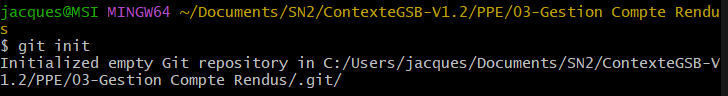 jacques@MSI MINGW64 ~/Documents/SN2/ContexteGSB-V1.2/PPE/03-Gestion Compte Rendu
s
$ git init
Initialized empty Git repository in C:/Users/jacques/Documents/SN2/ContexteGSB-V
1.2/PPE/03-Gestion Compte Rendus/.git/